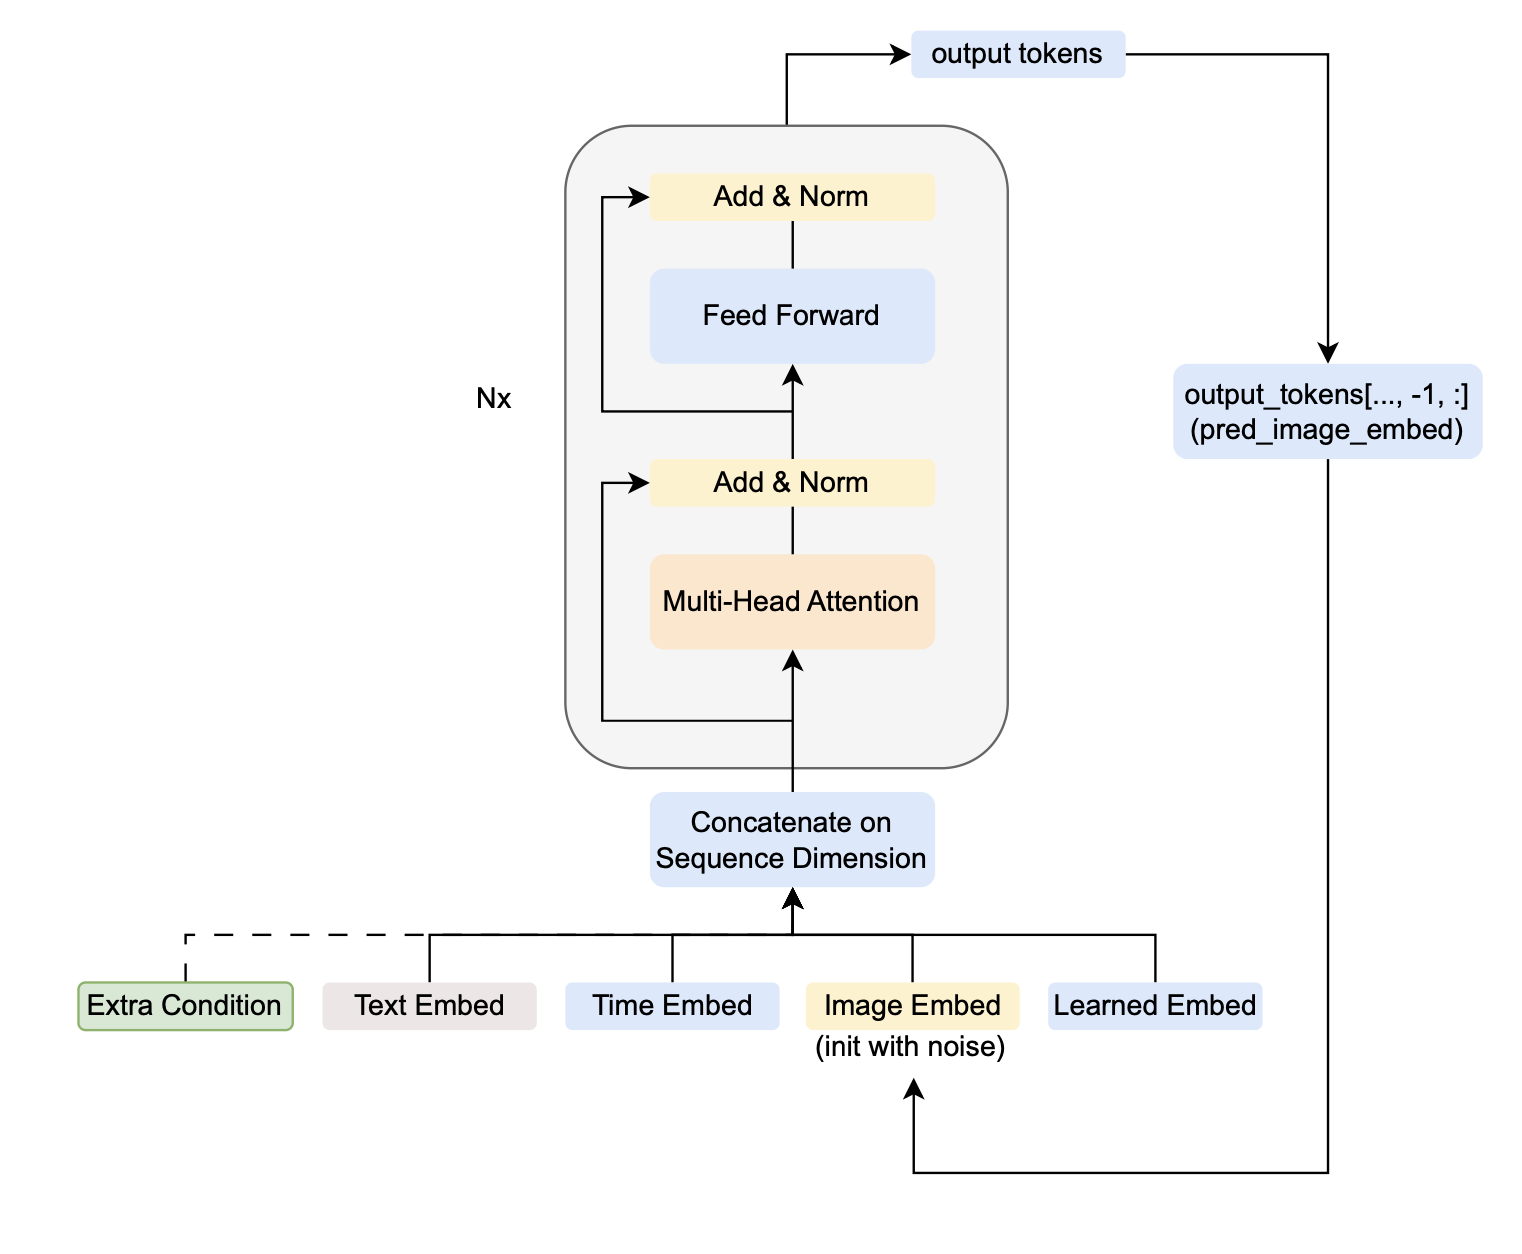 output tokens
Add & Norm
Feed Forward
Nx
output_tokens[..., -1, :]
(pred_image_embed)
Add & Norm
Multi-Head Attention
Concatenate on
Sequence Dimension
Extra Condition
Text Embed
Time Embed
Image Embed
(init with noise)
Learned Embed